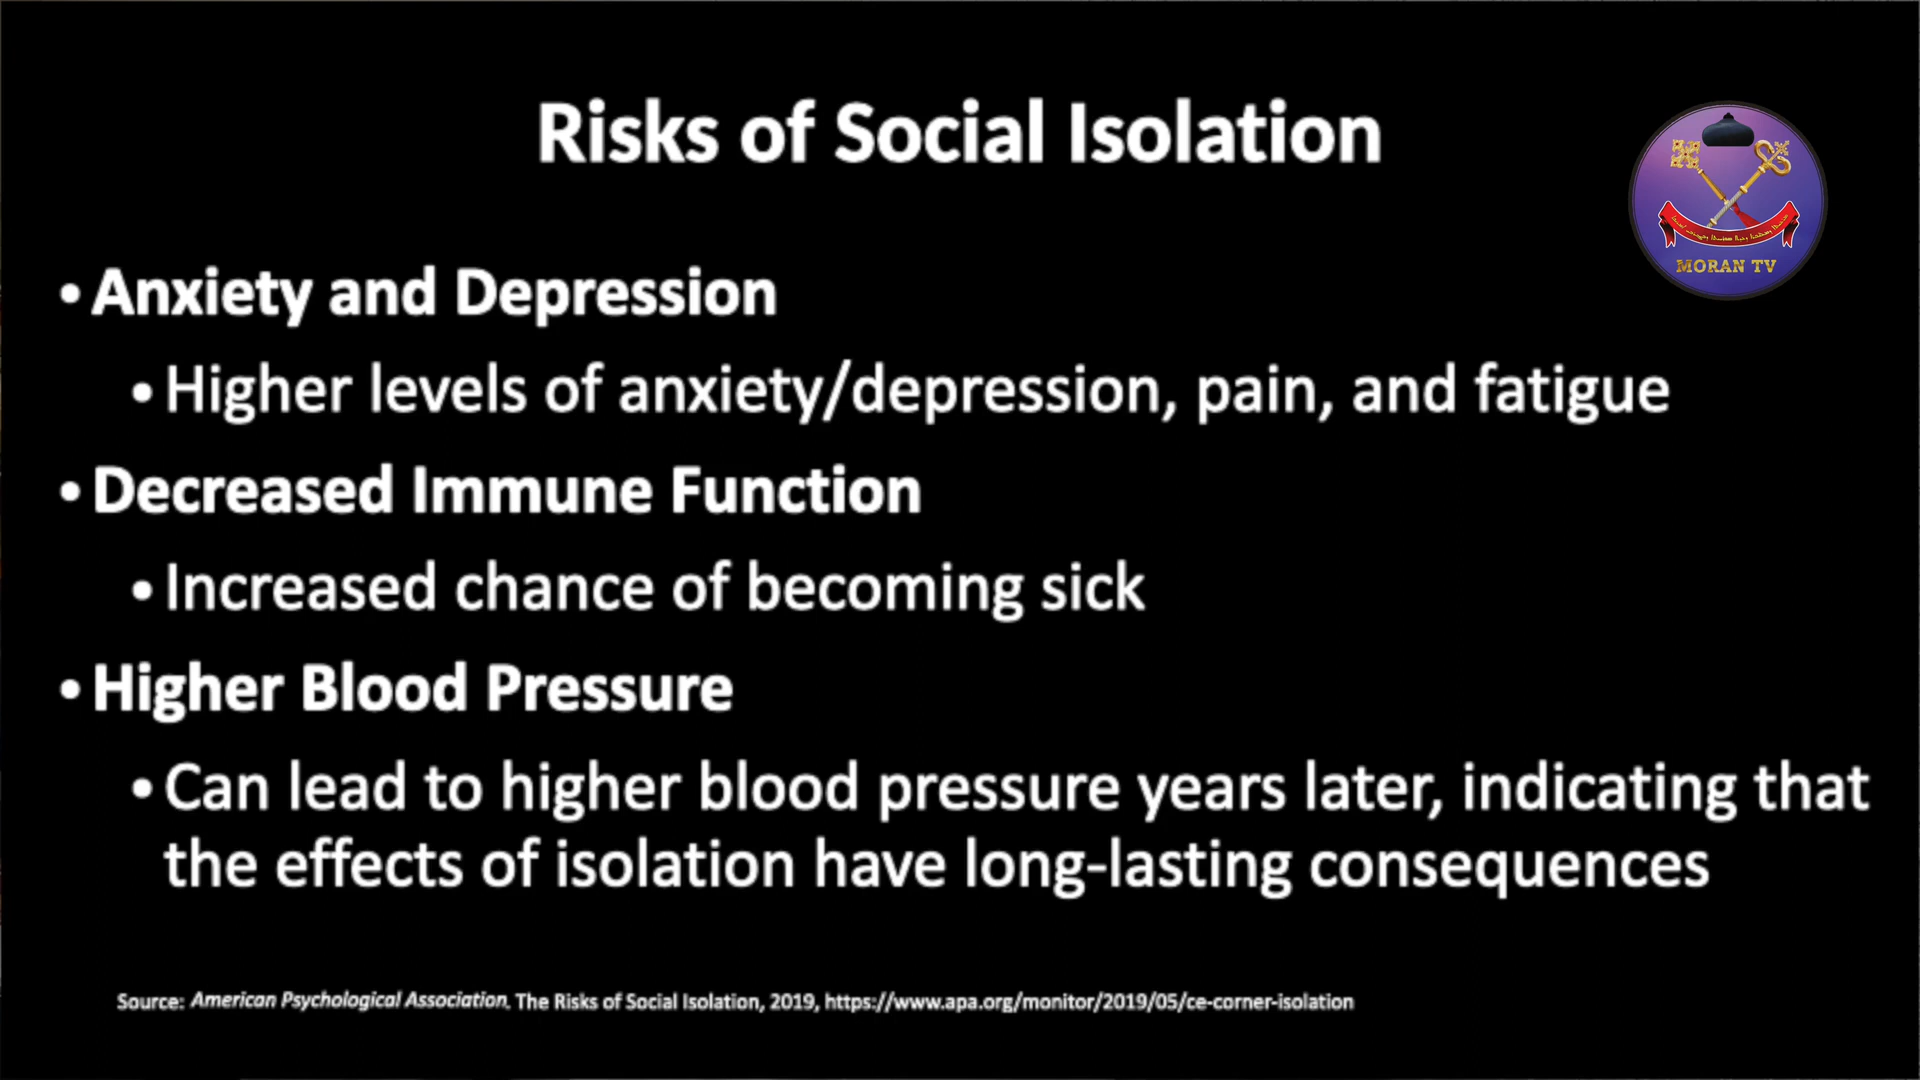 Risks of Social Isolation
MORAN TV
• Anxiety and Depression
• Higher levels of anxiety/depression, pain, and fatigue
• Decreased Immune Function
• Increased chance of becoming sick
• Higher Blood Pressure
• Can lead to higher blood pressure years later, indicating that
the effects of isolation have long-lasting consequences
Source: American Psychological Association. The Risks of Social Isolation, 2019, https://www.apa.org/monitor/2019/05/ce-corner-isolation